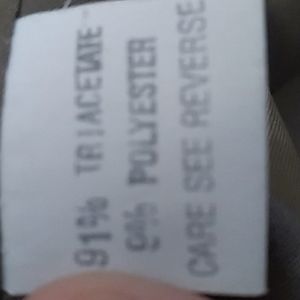 91% TRIACETATE
9% POLYESTER
CARE SEE REVERSE